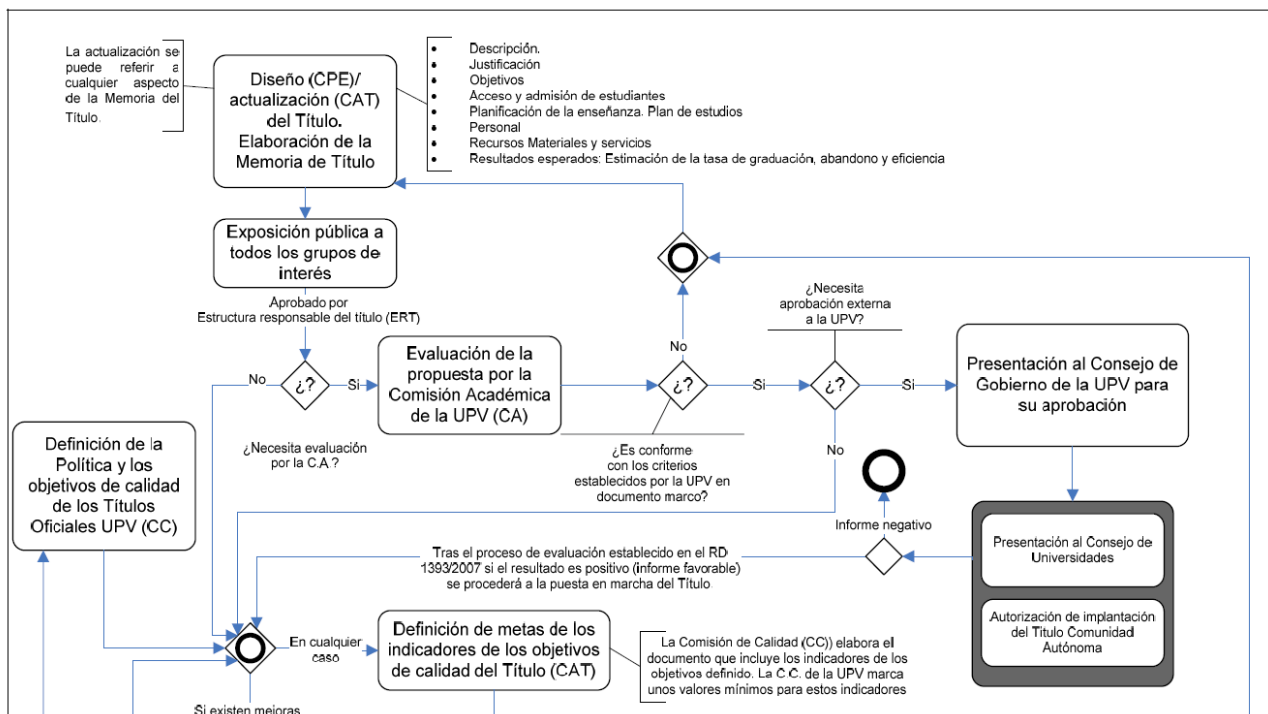 La actualización se
puede referir a
cualquier aspecto
de la Memoria del
Título.
Diseño (CPE)/
actualización (CAT)
del Título.
Elaboración de la
Memoria de Título
• Descripción.
• Justificación
• Objetivos
• Acceso y admisión de estudiantes
• Planificación de la enseñanza. Plan de estudios
• Personal
• Recursos Materiales y servicios
• Resultados esperados: Estimación de la tasa de graduación, abandono y eficiencia
Exposición pública a
todos los grupos de
interés
Aprobado por
Estructura responsable del título (ERT)
No
¿?
Si
¿Necesita evaluación
por la C.A.?
Evaluación de la
propuesta por la
Comisión Académica
de la UPV (CA)
No
¿?
Si
¿Es conforme
con los criterios
establecidos por la UPV en
documento marco?
¿Necesita
aprobación externa
a la UPV?
¿?
Si
No
Presentación al Consejo de
Gobierno de la UPV para
su aprobación
Definición de la
Política y los
objetivos de calidad
de los Títulos
Oficiales UPV (CC)
Informe negativo
Presentación al Consejo de
Universidades
Autorización de implantación
del Titulo Comunidad
Autónoma
Tras el proceso de evaluación establecido en el RD
1393/2007 si el resultado es positivo (informe favorable)
se procederá a la puesta en marcha del Título
En cualquier
caso
Definición de metas de los
indicadores de los objetivos
de calidad del Título (CAT)
La Comisión de Calidad (CC)) elabora el
documento que incluye los indicadores de los
objetivos definido. La C.C. de la UPV marca
unos valores mínimos para estos indicadores
Si existen mejoras